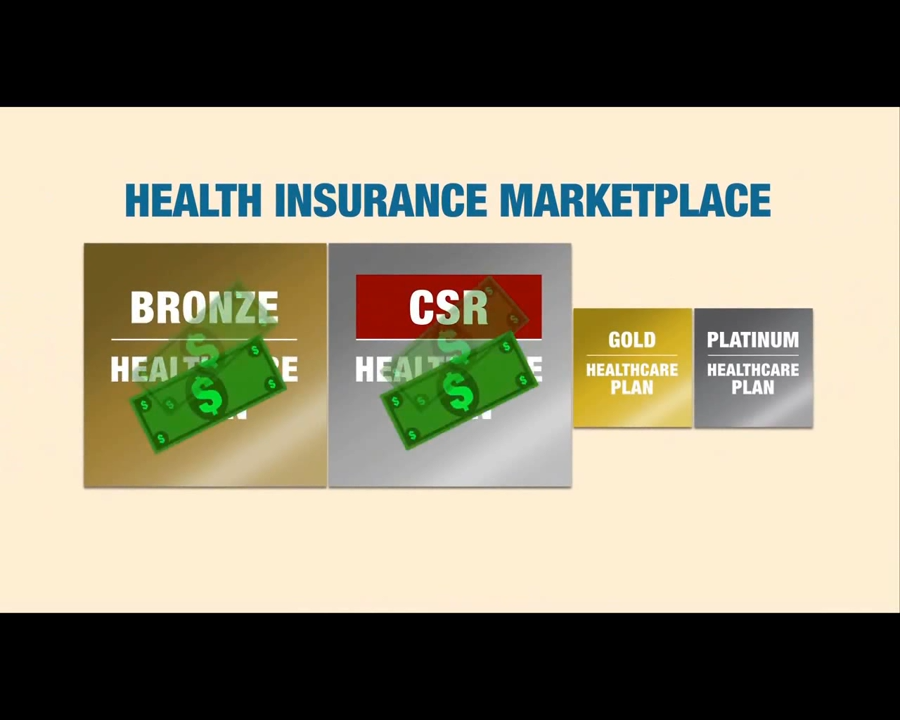 HEALTH INSURANCE MARKETPLACE
BRONZE
CSR
GOLD
HEALTHCARE
PLAN
PLATINUM
HEALTHCARE
PLAN